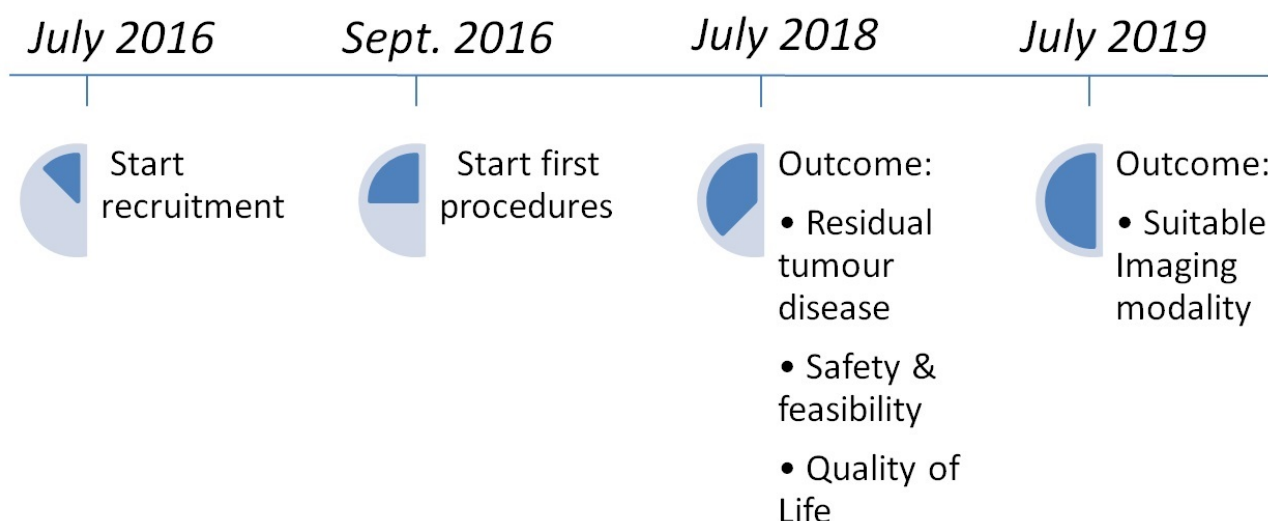 July 2016
Sept. 2016
July 2018
July 2019
Start
recruitment
Start first
procedures
Outcome:
• Residual
tumour
disease
• Safety &
feasibility
• Quality of
Life
Outcome:
• Suitable
Imaging
modality